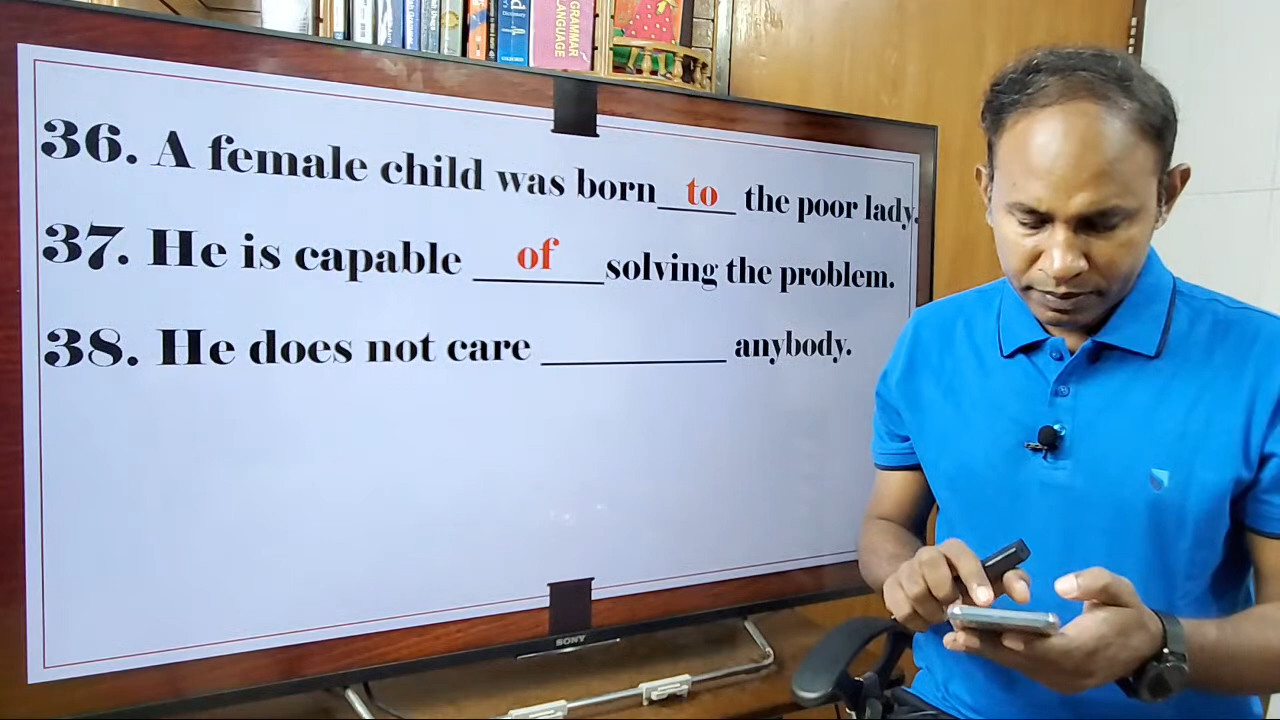 GRAMMAR
LANGUAGE
36. A female child was born to the poor lady.
37. He is capable of solving the problem.
38. He does not care ________ anybody.
SONY